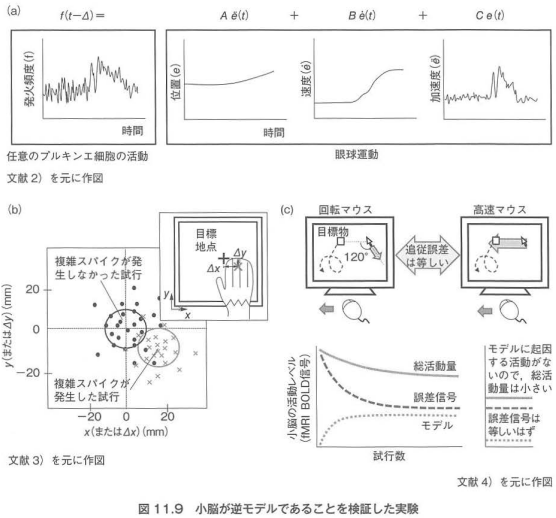 (a)
f(t−Δ)＝ A ë(t) + B ė(t) + C e(t)
発火頻度(f)
時間
位置(e)
時間
速度(ė)
加速度(ë)
任意のプルキンエ細胞の活動
眼球運動
文献2）を元に作図
(b)
目標
地点
Δy
Δx
y
x
複雑スパイクが発
生しなかった試行
y(またはΔy)(mm)
20
0
−20
複雑スパイクが
発生した試行
−20 0 20
x(またはΔx)(mm)
文献3）を元に作図
(c)
回転マウス
高速マウス
目標物
120°
追従誤差
は等しい
小脳の活動レベル
(fMRI BOLD信号)
総活動量
誤差信号
モデル
試行数
モデルに起因
する活動がな
いので，総活
動量は小さい
誤差信号は
等しいはず
文献4）を元に作図
図 11.9 小脳が逆モデルであることを検証した実験